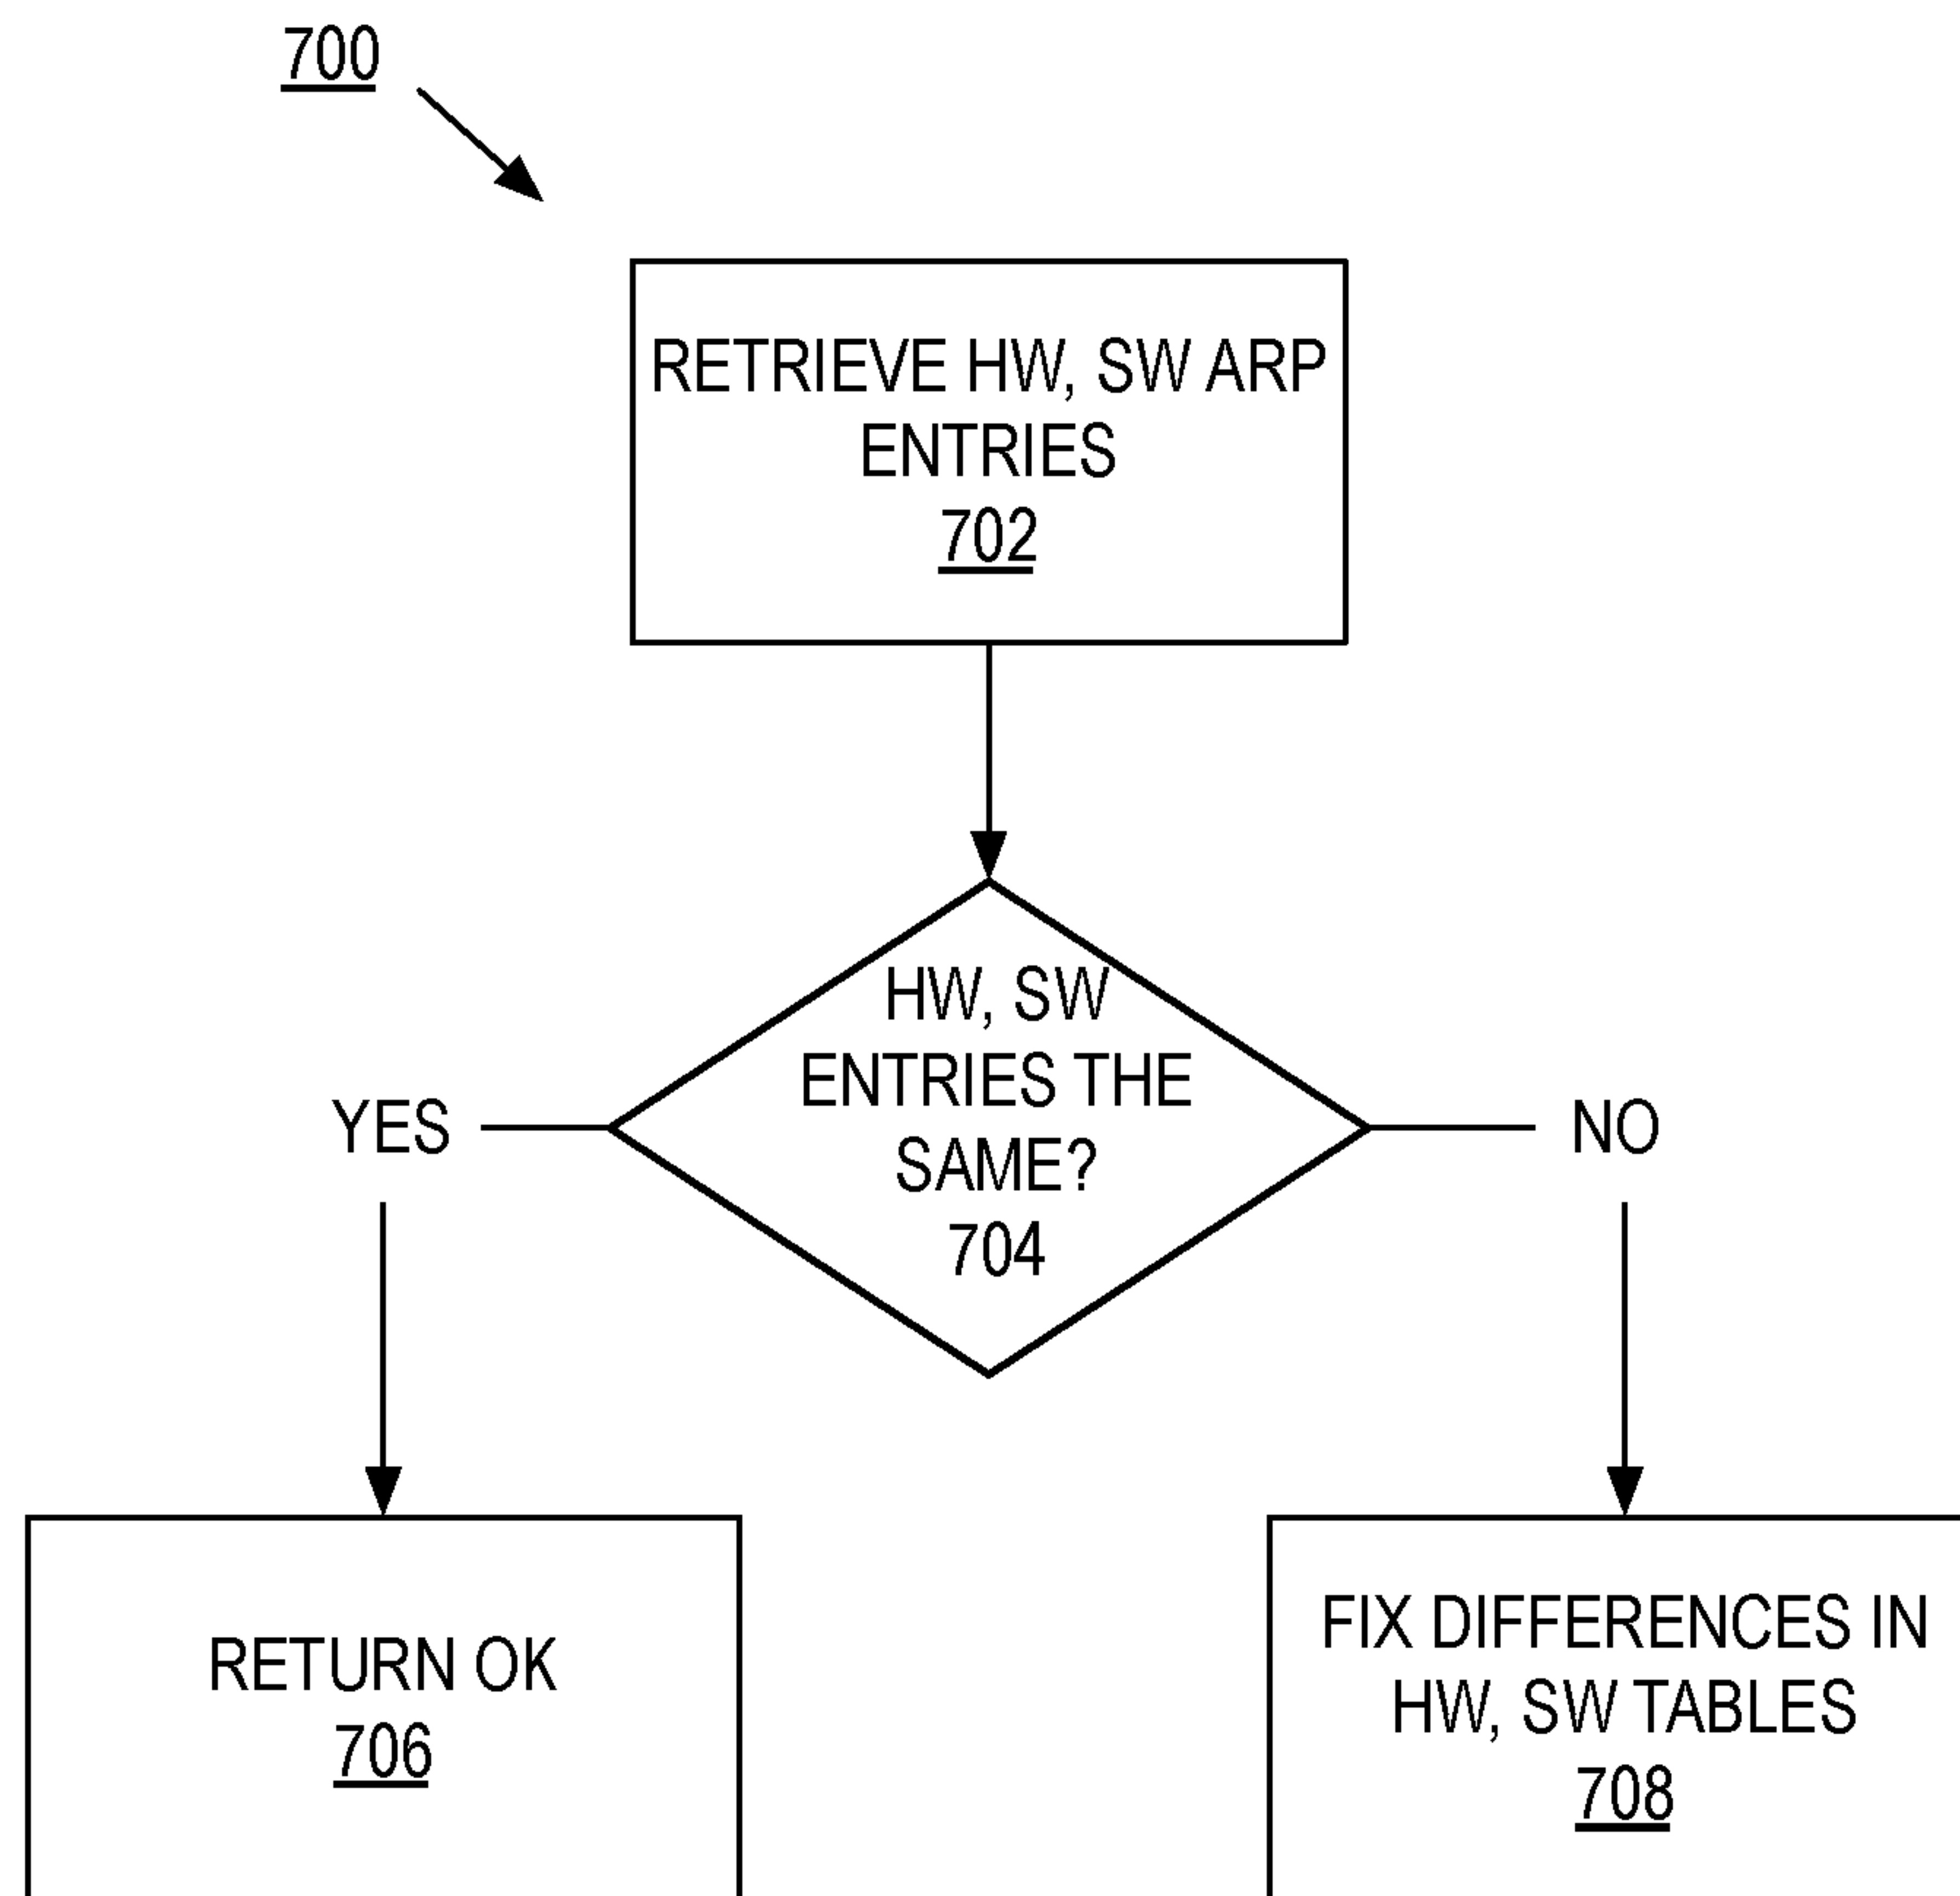 700
RETRIEVE HW, SW ARP
ENTRIES
702
HW, SW
ENTRIES THE
SAME?
704
YES
NO
RETURN OK
706
FIX DIFFERENCES IN
HW, SW TABLES
708